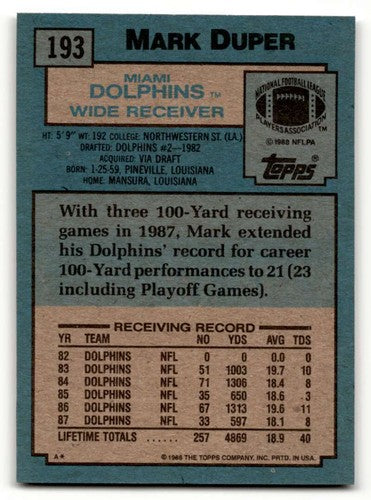 193
MARK DUPER
MIAMI
DOLPHINS TM
WIDE RECEIVER
NATIONAL FOOTBALL LEAGUE
PLAYERS ASSOCIATION
©1988 NFLPA
Topps
HT: 5'9" WT: 192 COLLEGE: NORTHWESTERN ST. (LA.)
DRAFTED: DOLPHINS #2—1982
ACQUIRED: VIA DRAFT
BORN: 1-25-59, PINEVILLE, LOUISIANA
HOME: MANSURA, LOUISIANA
With three 100-Yard receiving
games in 1987, Mark extended
his Dolphins' record for career
100-Yard performances to 21 (23
including Playoff Games).
RECEIVING RECORD
YR TEAM NO YDS AVG TDS
82 DOLPHINS NFL 0 0 0.0 0
83 DOLPHINS NFL 51 1003 19.7 10
84 DOLPHINS NFL 71 1306 18.4 8
85 DOLPHINS NFL 35 650 18.6 3
86 DOLPHINS NFL 67 1313 19.6 11
87 DOLPHINS NFL 33 597 18.1 8
LIFETIME TOTALS ..... 257 4869 18.9 40
A* ©1988 THE TOPPS COMPANY, INC. PRTD. IN U.S.A.